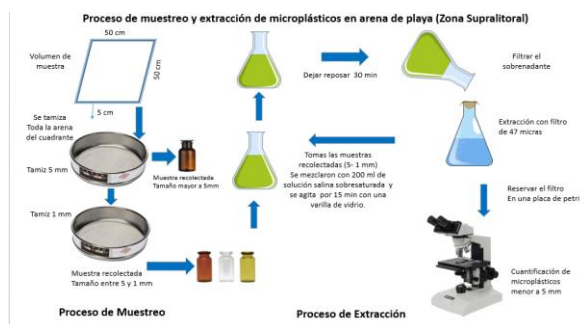 Proceso de muestreo y extracción de microplásticos en arena de playa (Zona Supralitoral)
50 cm
Volumen de
muestra
50 cm
5 cm
Se tamiza
Toda la arena
del cuadrante
Tamiz 5 mm
Muestra recolectada
Tamaño mayor a 5mm
Tamiz 1 mm
Muestra recolectada
Tamaño entre 5 y 1 mm
Proceso de Muestreo
Dejar reposar 30 min
Filtrar el
sobrenadante
Extracción con filtro
de 47 micras
Tomas las muestras
recolectadas (5- 1 mm)
Se mezclaron con 200 ml de
solución salina sobresaturada y
se agita por 15 min con una
varilla de vidrio.
Reservar el filtro
En una placa de petri
Cuantificación de
microplásticos
menor a 5 mm
Proceso de Extracción